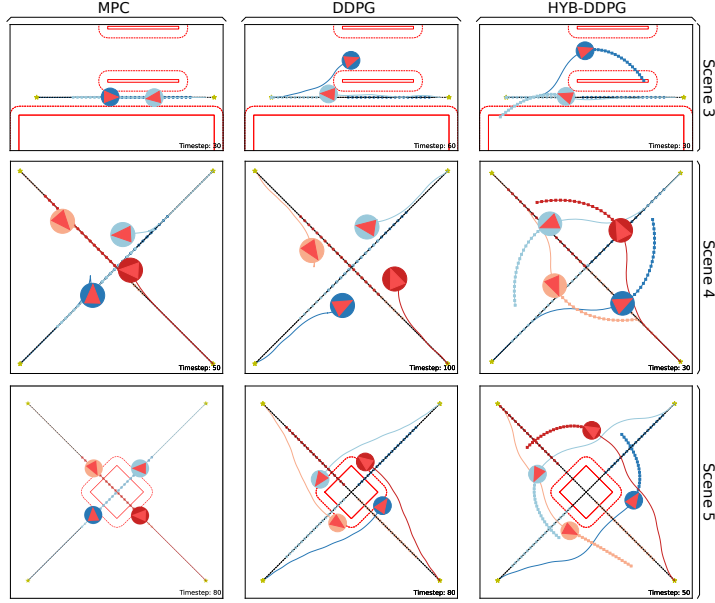 MPC DDPG HYB-DDPG
Timestep: 30 Timestep: 60 Timestep: 30
Scene 3
Timestep: 50 Timestep: 100 Timestep: 30
Scene 4
Timestep: 80 Timestep: 80 Timestep: 50
Scene 5